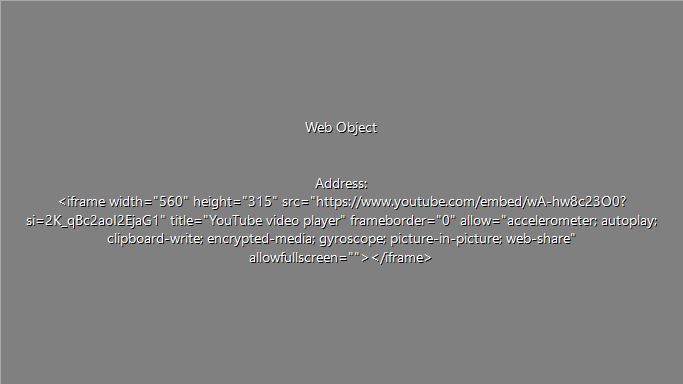 Web Object
Address:
<iframe width="560" height="315" src="https://www.youtube.com/embed/wA-hw8c23O0?
si=2K_qBc2aoI2EjaG1" title="YouTube video player" frameborder="0" allow="accelerometer; autoplay;
clipboard-write; encrypted-media; gyroscope; picture-in-picture; web-share"
allowfullscreen=""></iframe>